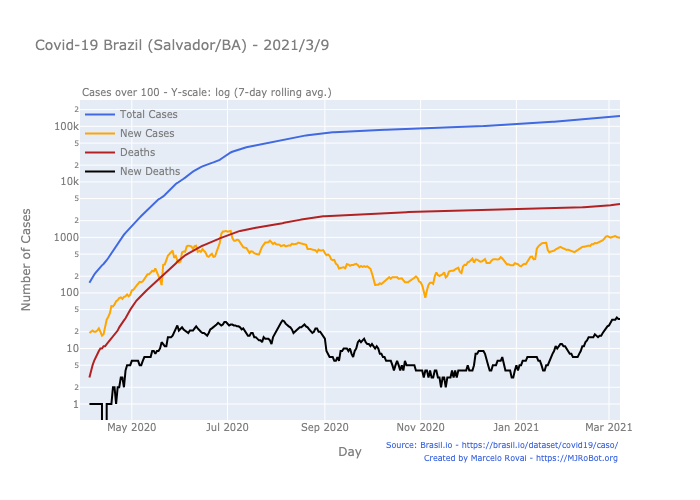 Covid-19 Brazil (Salvador/BA) - 2021/3/9
Cases over 100 - Y-scale: log (7-day rolling avg.)
Total Cases
New Cases
Deaths
New Deaths
2
100k
5
2
10k
5
2
1000
5
2
100
5
2
10
5
2
1
Number of Cases
May 2020
Jul 2020
Sep 2020
Nov 2020
Jan 2021
Mar 2021
Day
Source: Brasil.io - https://brasil.io/dataset/covid19/caso/
Created by Marcelo Rovai - https://MJRoBot.org